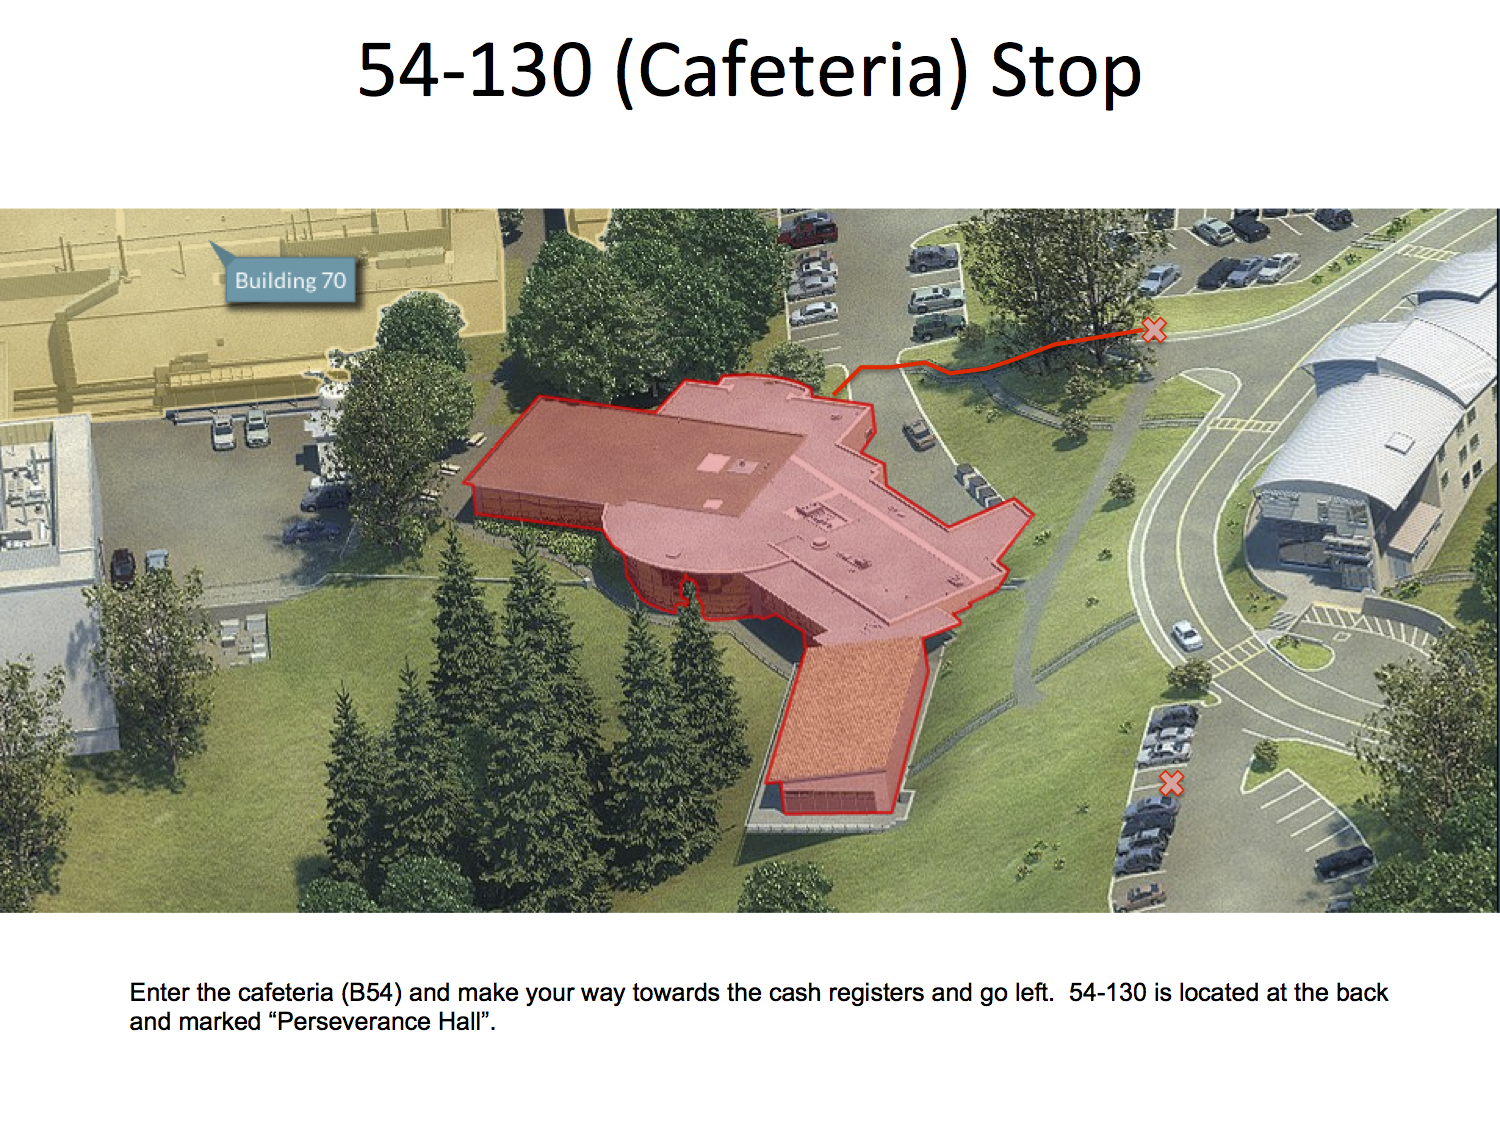 54-130 (Cafeteria) Stop
Building 70
Enter the cafeteria (B54) and make your way towards the cash registers and go left.  54-130 is located at the back
and marked “Perseverance Hall”.